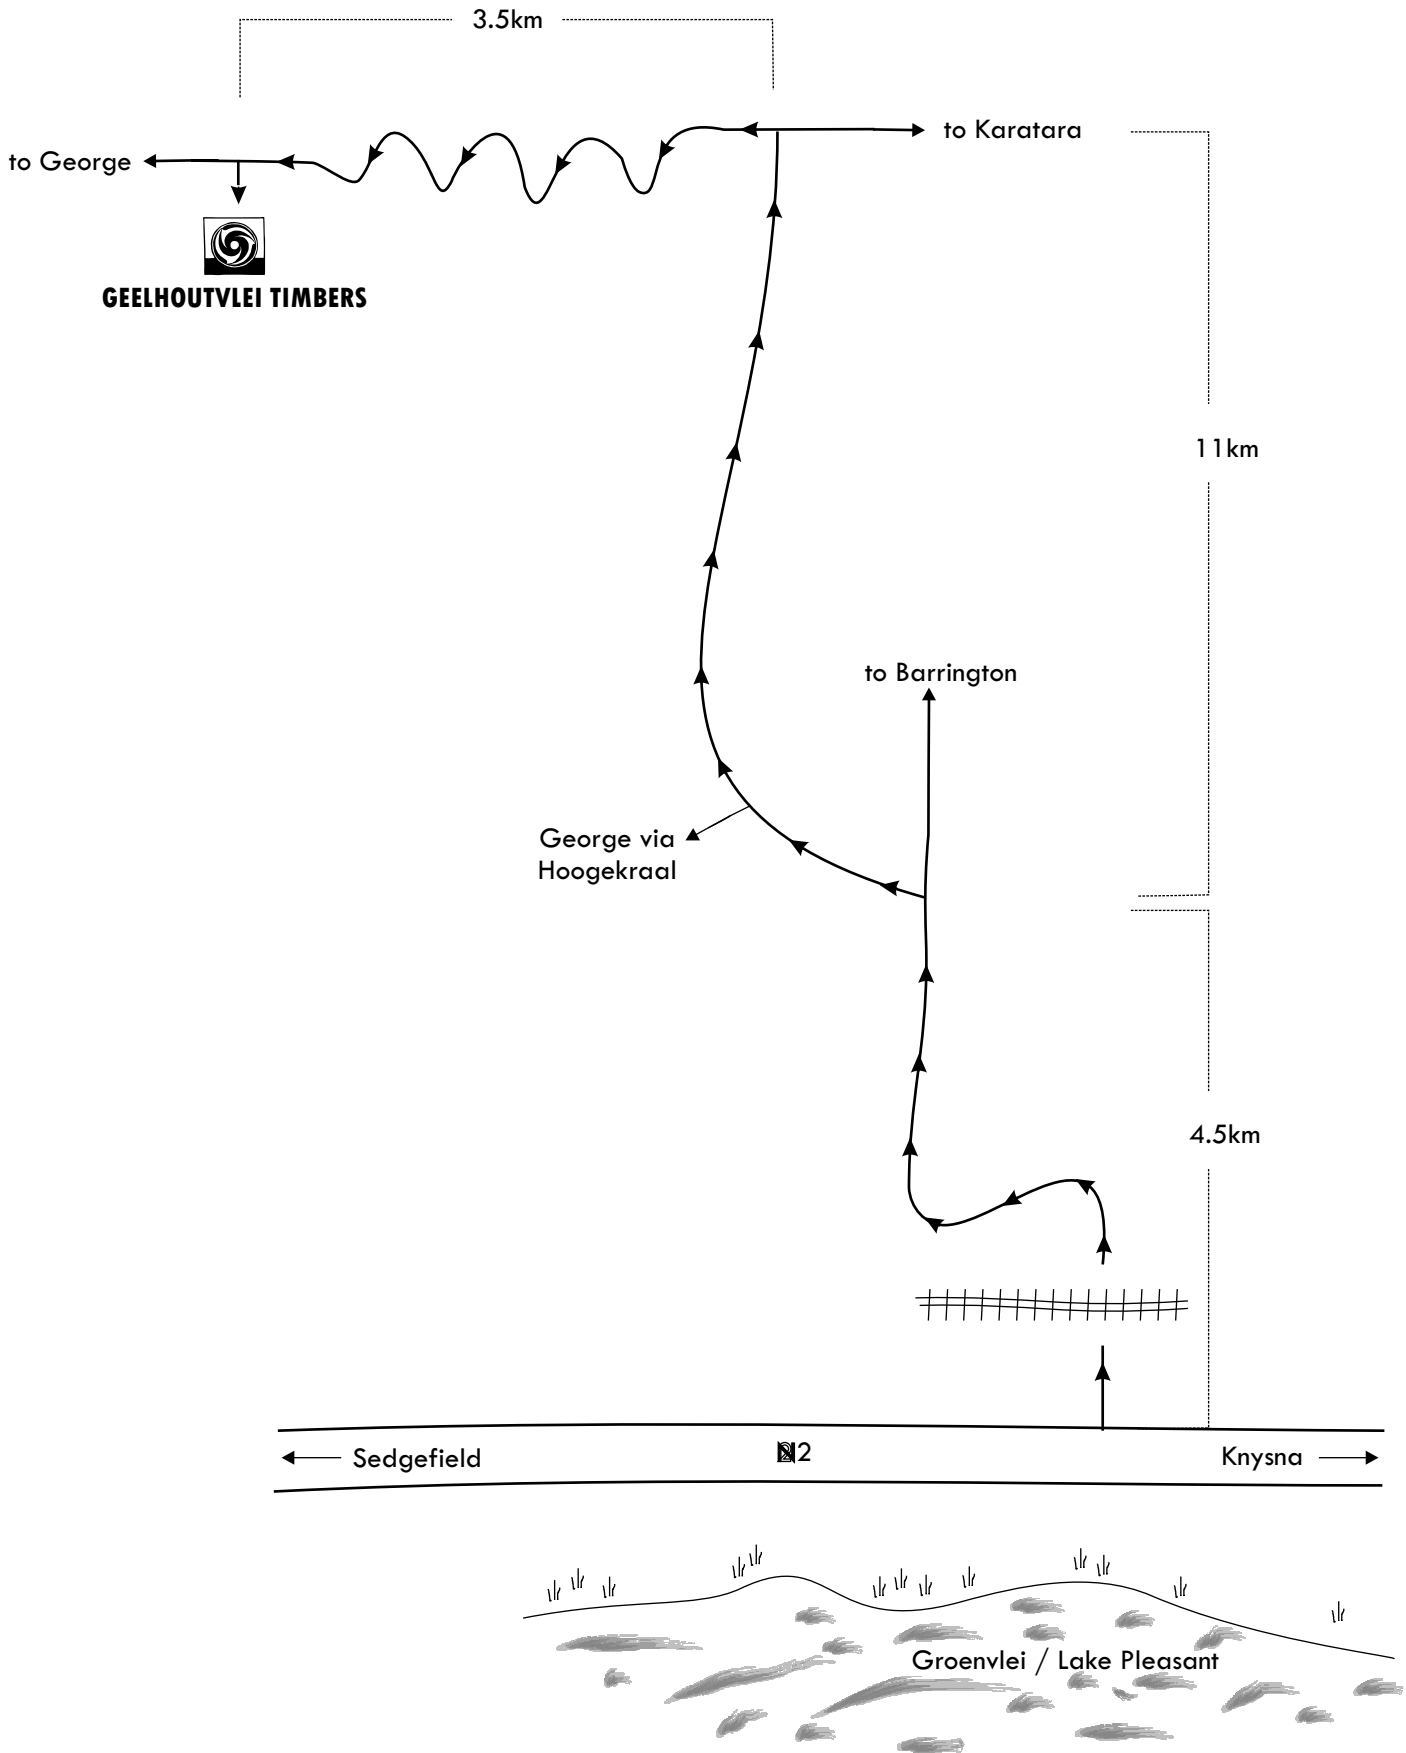 3.5km
to Karatara
to George
GEELHOUTVLEI TIMBERS
11km
to Barrington
George via
Hoogekraal
4.5km
Sedgefield
N2
Knysna
Groenvlei / Lake Pleasant